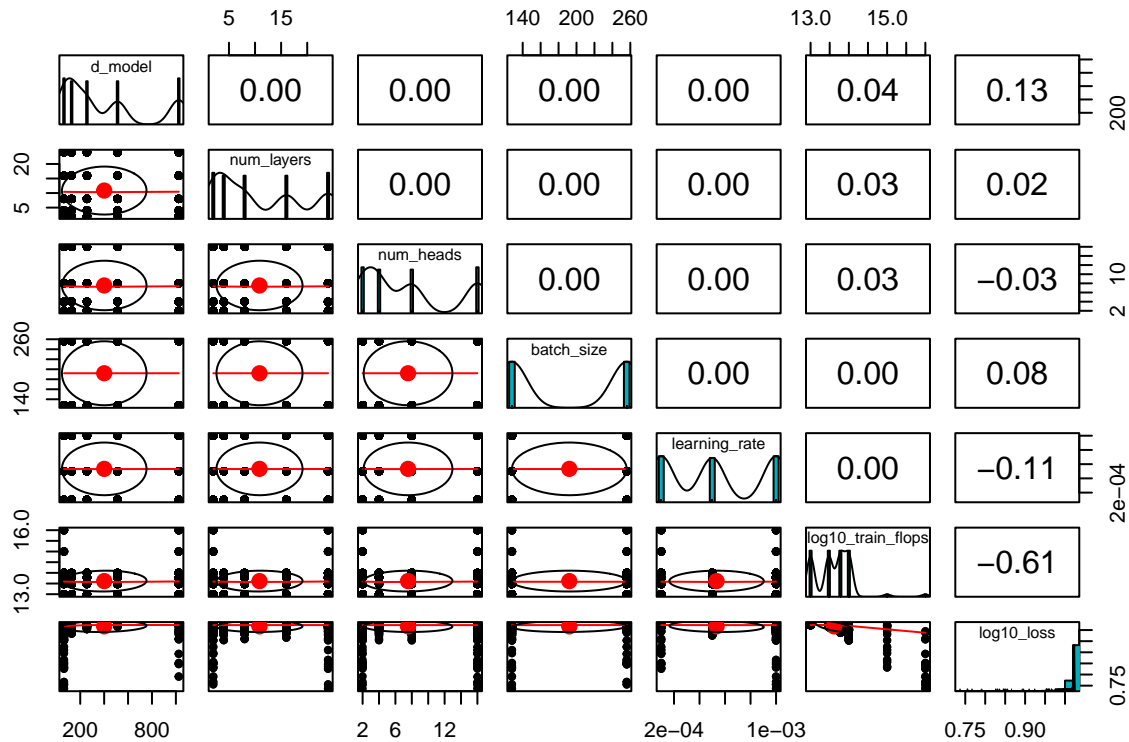 5 15 140 200 260 13.0 15.0
d_model 0.00 0.00 0.00 0.00 0.04 0.13 200
20 5 num_layers 0.00 0.00 0.00 0.03 0.02
num_heads 0.00 0.00 0.03 −0.03 10 2
260 140 batch_size 0.00 0.00 0.08
learning_rate 0.00 −0.11 2e−04
16.0 13.0 log10_train_flops −0.61
log10_loss 0.75
200 800 2 6 12 2e−04 1e−03 0.75 0.90